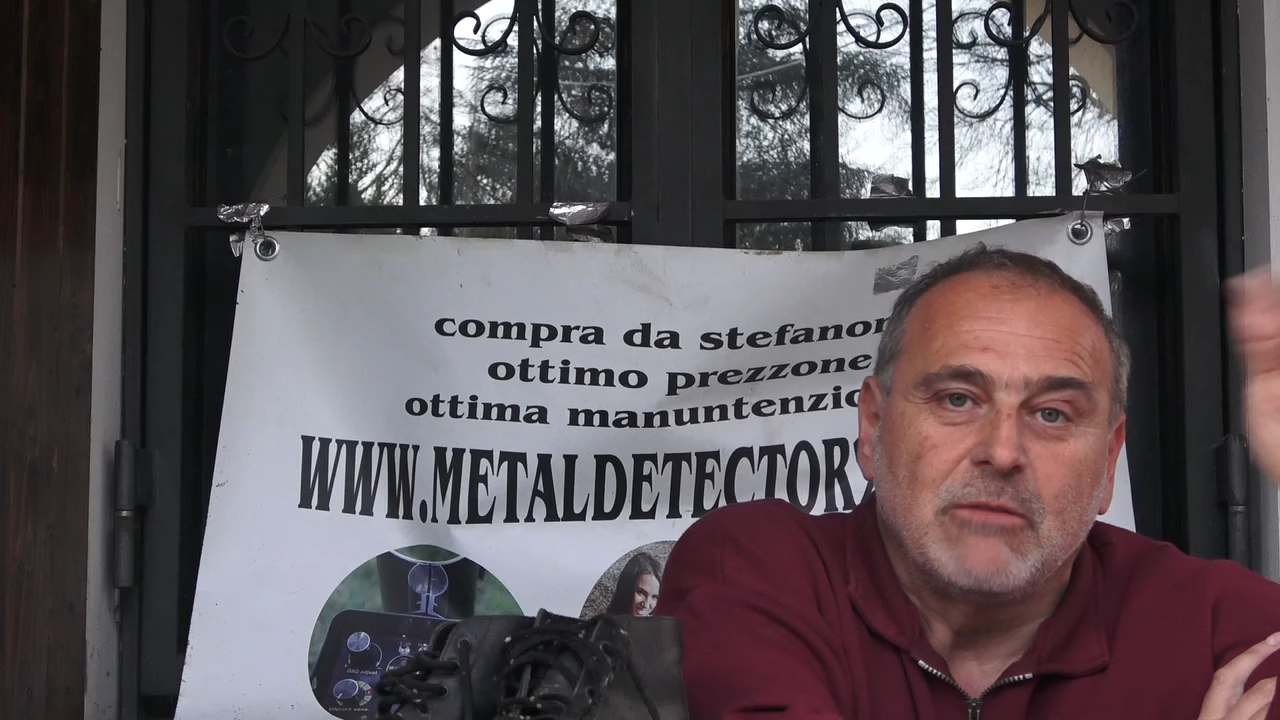 compra da stefanon
ottimo prezzone
ottima manuntenzio
WWW.METALDETECTOR